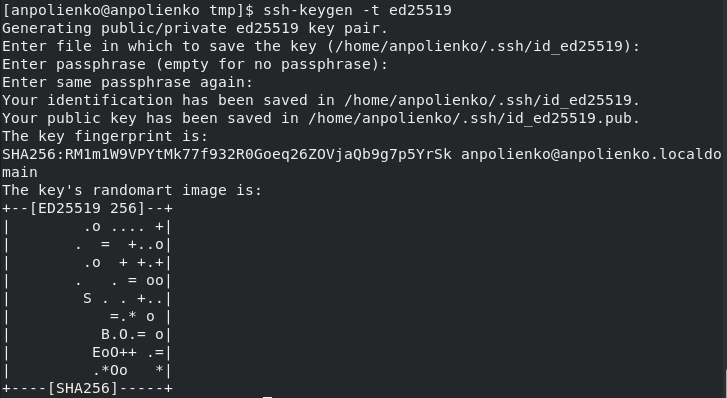 [anpolienko@anpolienko tmp]$ ssh-keygen -t ed25519
Generating public/private ed25519 key pair.
Enter file in which to save the key (/home/anpolienko/.ssh/id_ed25519):
Enter passphrase (empty for no passphrase):
Enter same passphrase again:
Your identification has been saved in /home/anpolienko/.ssh/id_ed25519.
Your public key has been saved in /home/anpolienko/.ssh/id_ed25519.pub.
The key fingerprint is:
SHA256:RM1m1W9VPYtMk77f932R0Goeq26ZOVjaQb9g7p5YrSk anpolienko@anpolienko.localdo
main
The key's randomart image is:
+--[ED25519 256]--+
|        .o .... +|
|       .  =  +..o|
|        .o  + +.+|
|       .   . = oo|
|        S . . +..|
|           =.* o |
|          B.O.= o|
|         EoO++ .=|
|         .*Oo   *|
+----[SHA256]-----+